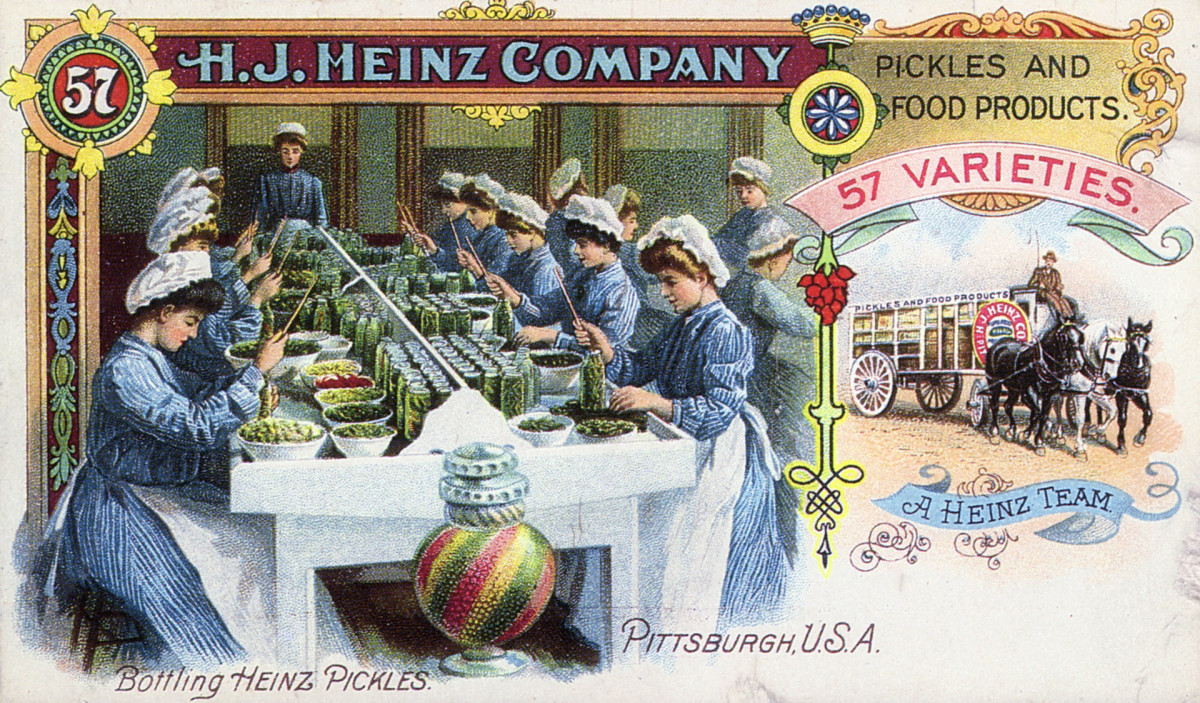 57
H.J. HEINZ COMPANY
PICKLES AND
FOOD PRODUCTS.
57 VARIETIES.
PICKLES AND FOOD PRODUCTS
H.J. HEINZ CO.
A HEINZ TEAM.
PITTSBURGH, U.S.A.
Bottling HEINZ PICKLES.